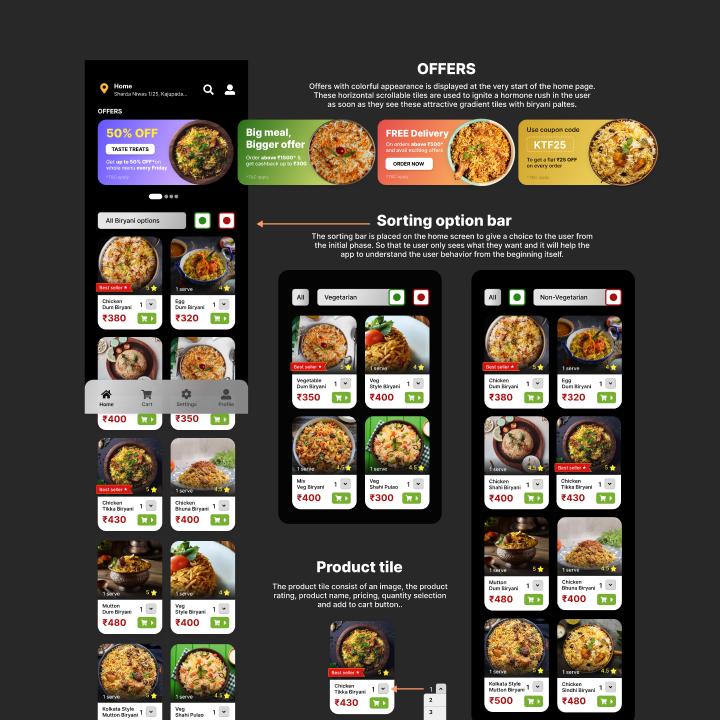 OFFERS
Offers with colorful appearance is displayed at the very start of the home page.
These horizontal scrollable tiles are used to ignite a hormone rush in the user
as soon as they see these attractive gradient tiles with biryani paltes.
Home
Sharda Niwas 1/25, Kajupada...
OFFERS
50% OFF
TASTE TREATS
Get up to 50% OFF* on
whole menu every Friday
Big meal,
Bigger offer
Order above ₹1500* &
get cashback up to ₹300
*T&C apply
FREE Delivery
On orders above ₹500*
and avail exciting offers
ORDER NOW
*T&C apply
Use coupon code
KTF25
To get a flat ₹25 OFF
on every order
*T&C apply
Sorting option bar
The sorting bar is placed on the home screen to give a choice to the user from
the initial phase. So that te user only sees what they want and it will help the
app to understand the user behavior from the beginning itself.
All Biryani options
Best seller ★ 5
Chicken
Dum Biryani
1
₹380
1 serve 4
Egg
Dum Biryani
1
₹320
Home
Cart
Settings
Profile
₹400
₹350
Best seller ★ 5
Chicken
Tikka Biryani
1
₹430
1 serve 4.5
Chicken
Bhuna Biryani
1
₹400
1 serve 5
Mutton
Dum Biryani
1
₹480
1 serve 4
Veg
Style Biryani
1
₹400
1 serve
Kolkata Style
Mutton Biryani
1
1 serve 4.5
Veg
Shahi Pulao
1
All
Vegetarian
Best seller ★ 5
Vegetable
Dum Biryani
1
₹350
1 serve 4
Veg
Style Biryani
1
₹400
1 serve 4.5
Mix
Veg Biryani
1
₹400
1 serve 4.5
Veg
Shahi Pulao
1
₹300
All
Non-Vegetarian
Best seller ★ 5
Chicken
Dum Biryani
1
₹380
1 serve 4
Egg
Dum Biryani
1
₹320
1 serve 4.5
Chicken
Shahi Biryani
1
₹400
Best seller ★ 5
Chicken
Tikka Biryani
1
₹430
1 serve 5
Mutton
Dum Biryani
1
₹480
1 serve 4.5
Chicken
Bhuna Biryani
1
₹400
1 serve
Kolkata Style
Mutton Biryani
1
₹500
1 serve 4.5
Chicken
Sindhi Biryani
1
₹480
Product tile
The product tile consist of an image, the product
rating, product name, pricing, quantity selection
and add to cart button..
Best seller ★ 5
Chicken
Tikka Biryani
1
₹430
1
2
3